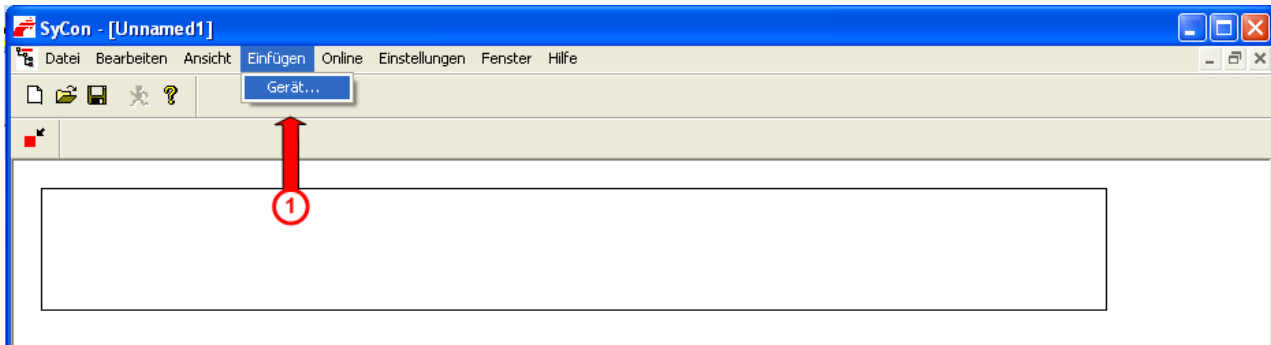 SyCon - [Unnamed1]
Datei Bearbeiten Ansicht Einfügen Online Einstellungen Fenster Hilfe
Gerät...
1